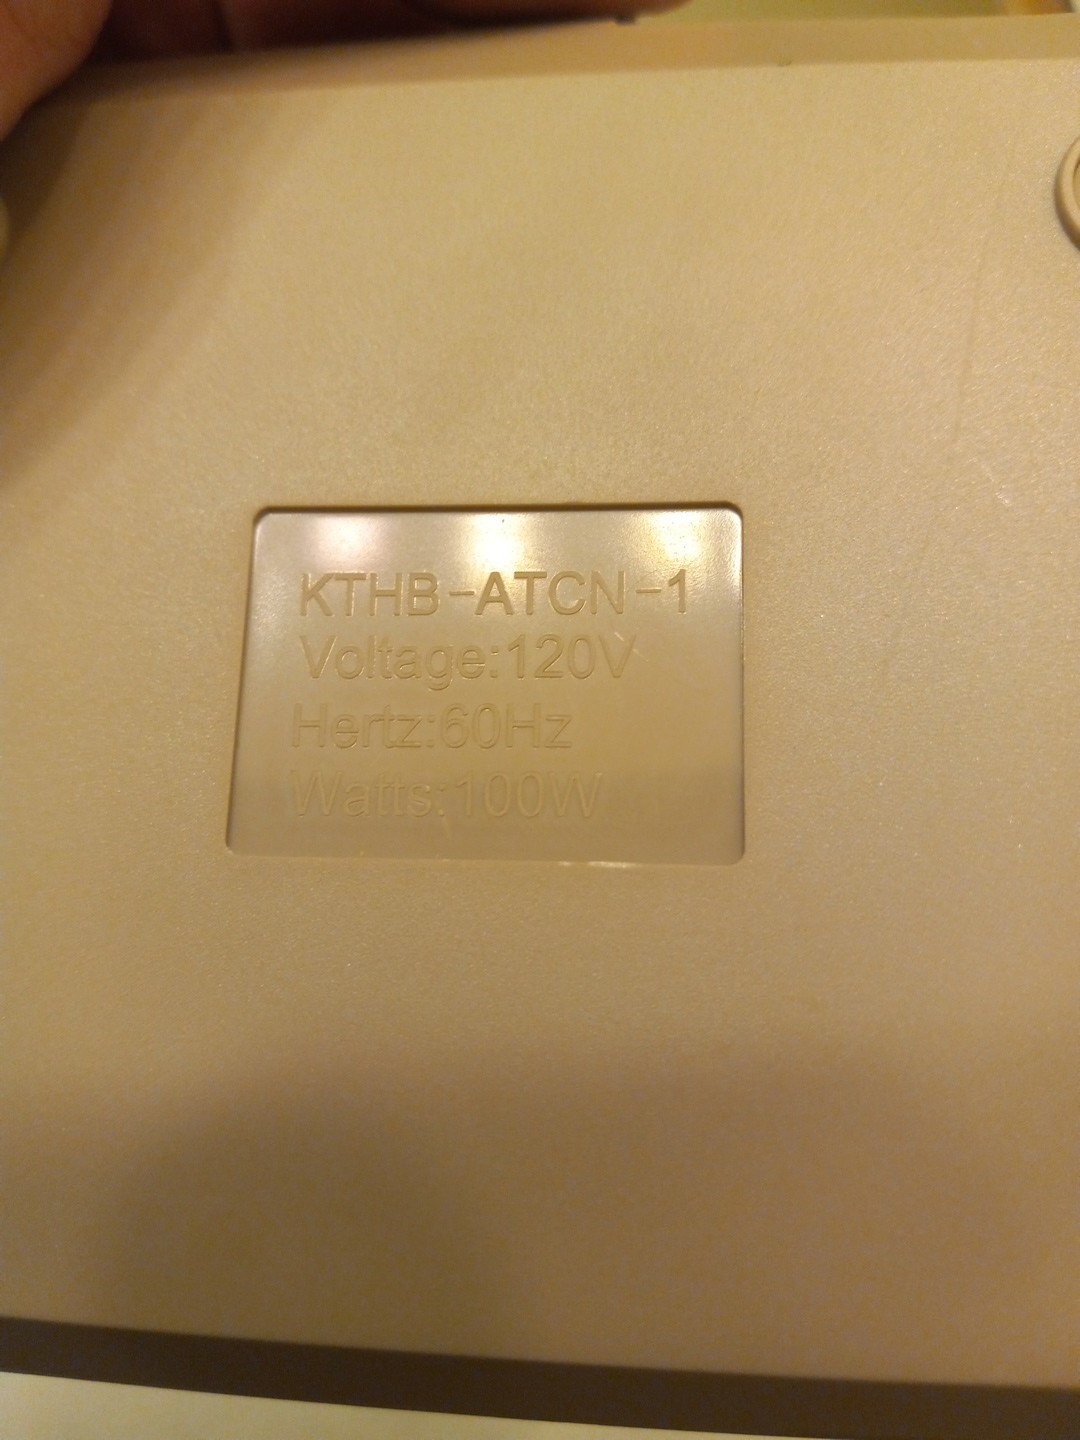 KTHB-ATCN-1
Voltage:120V
Hertz:60Hz
Watts:100W